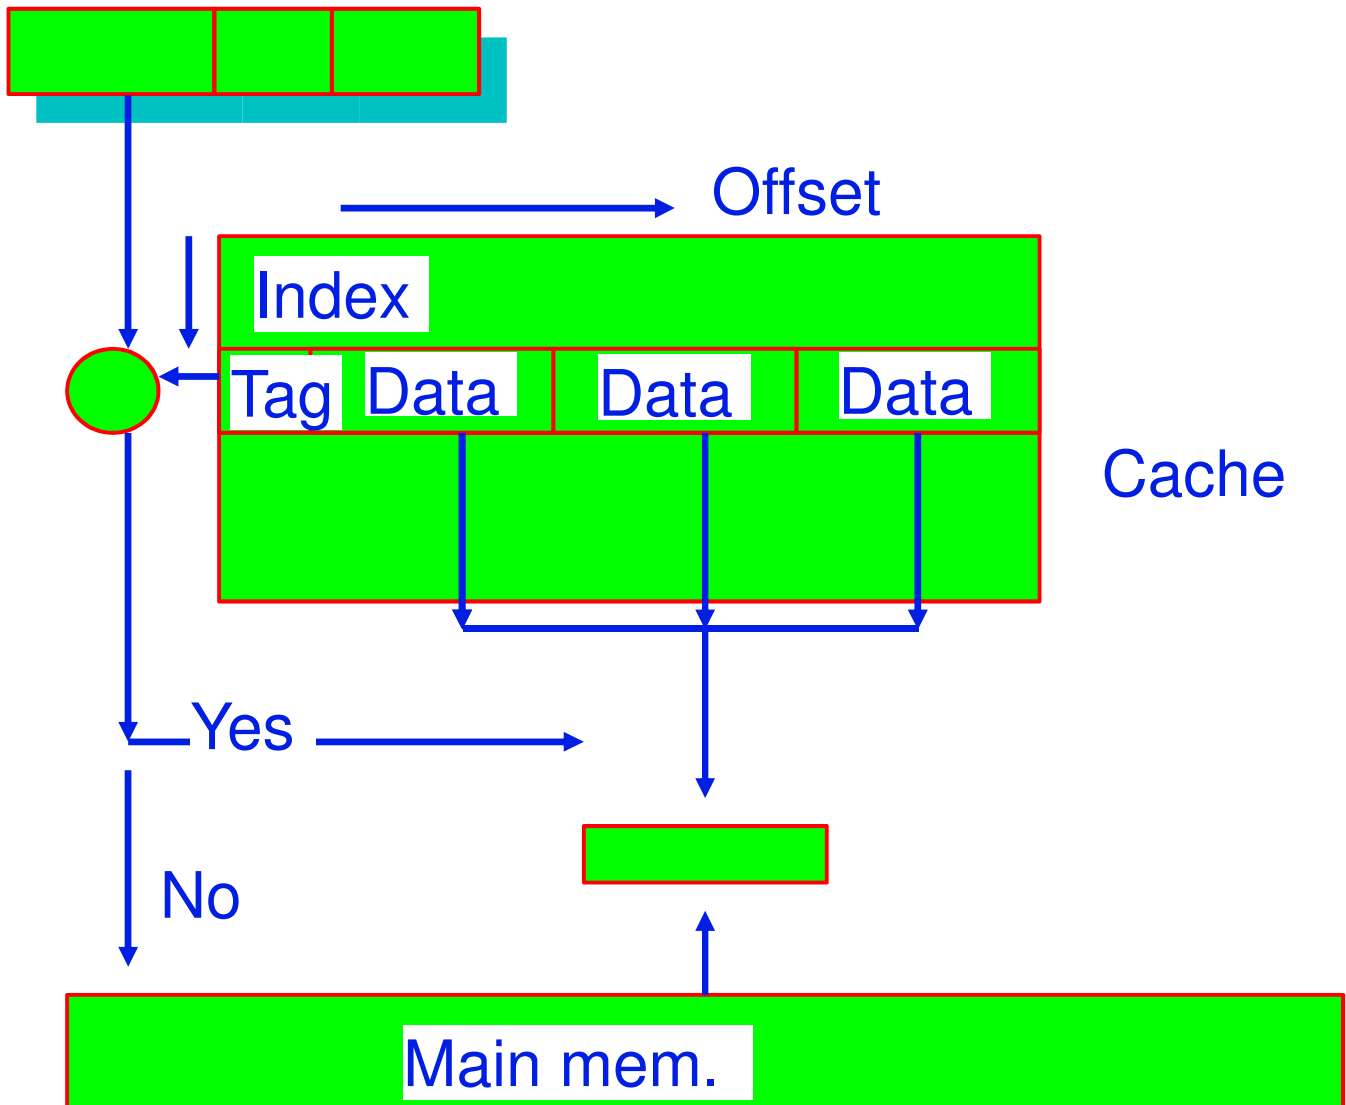 Offset
Index
Tag Data Data Data
Cache
Yes
No
Main mem.